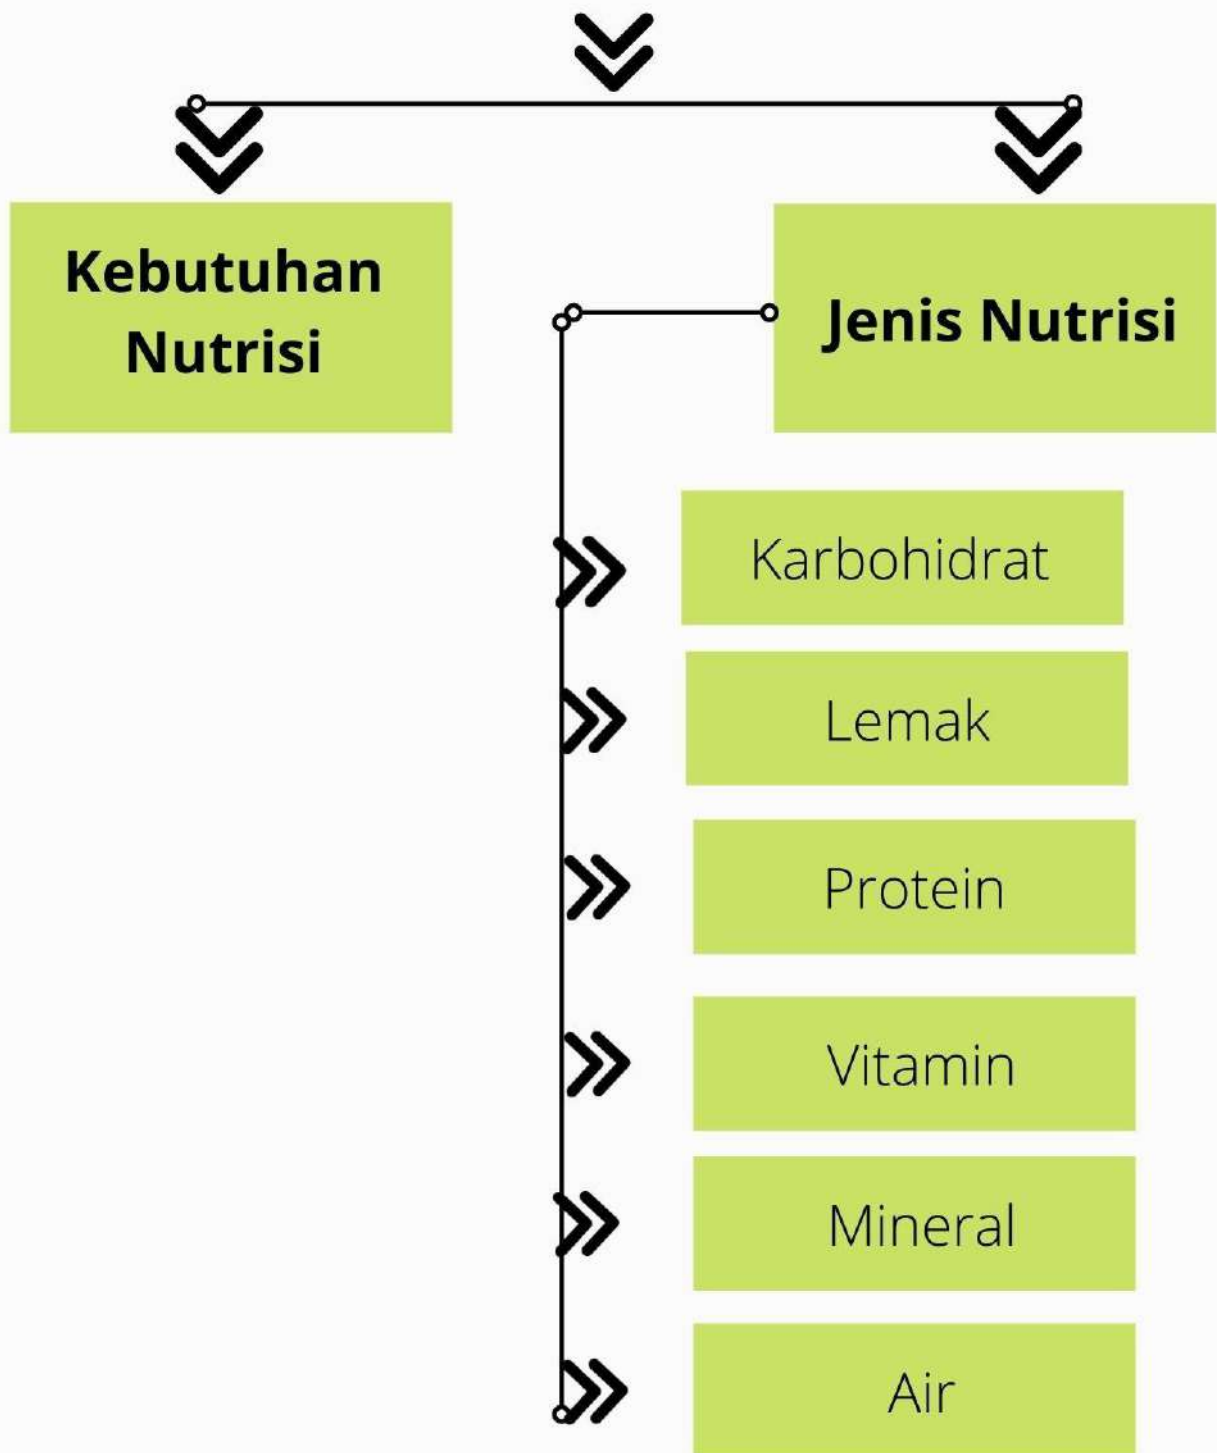 Kebutuhan
Nutrisi
Jenis Nutrisi
Karbohidrat
Lemak
Protein
Vitamin
Mineral
Air